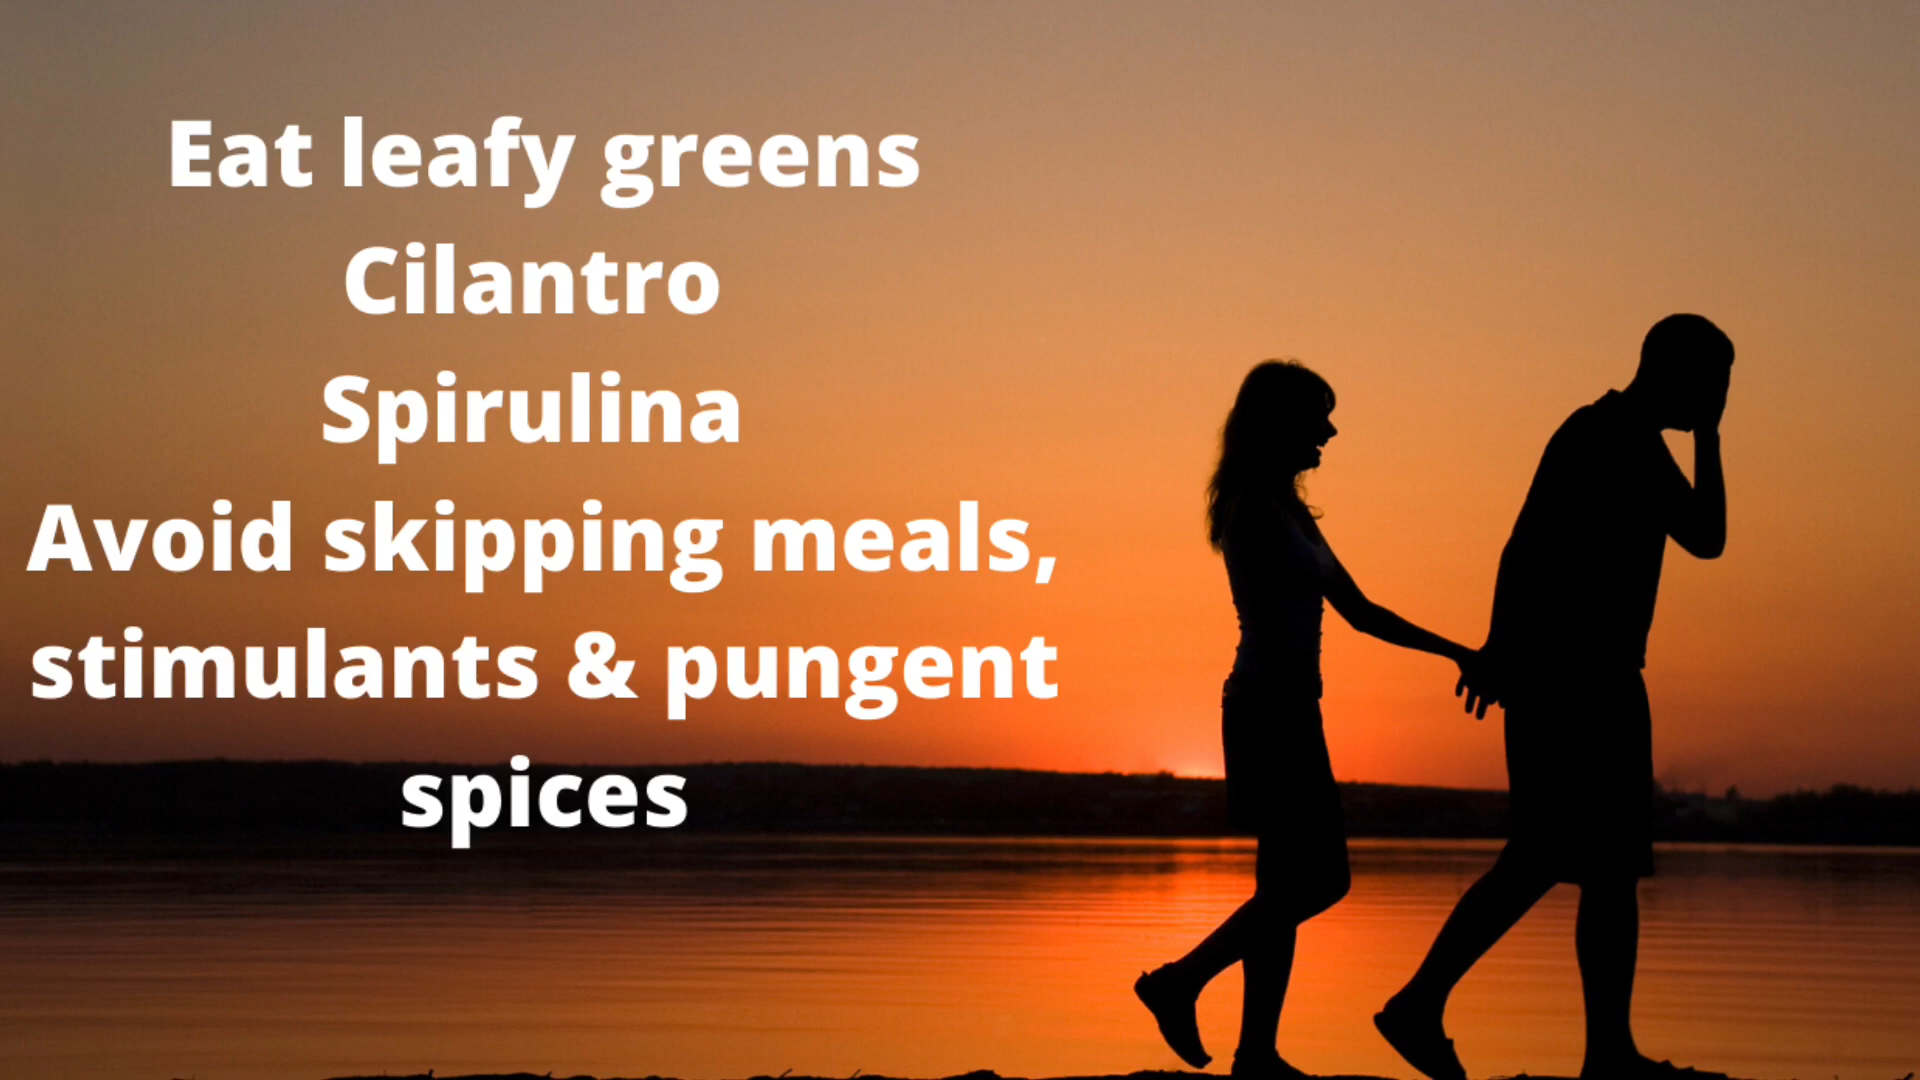 Eat leafy greens
Cilantro
Spirulina
Avoid skipping meals,
stimulants & pungent
spices